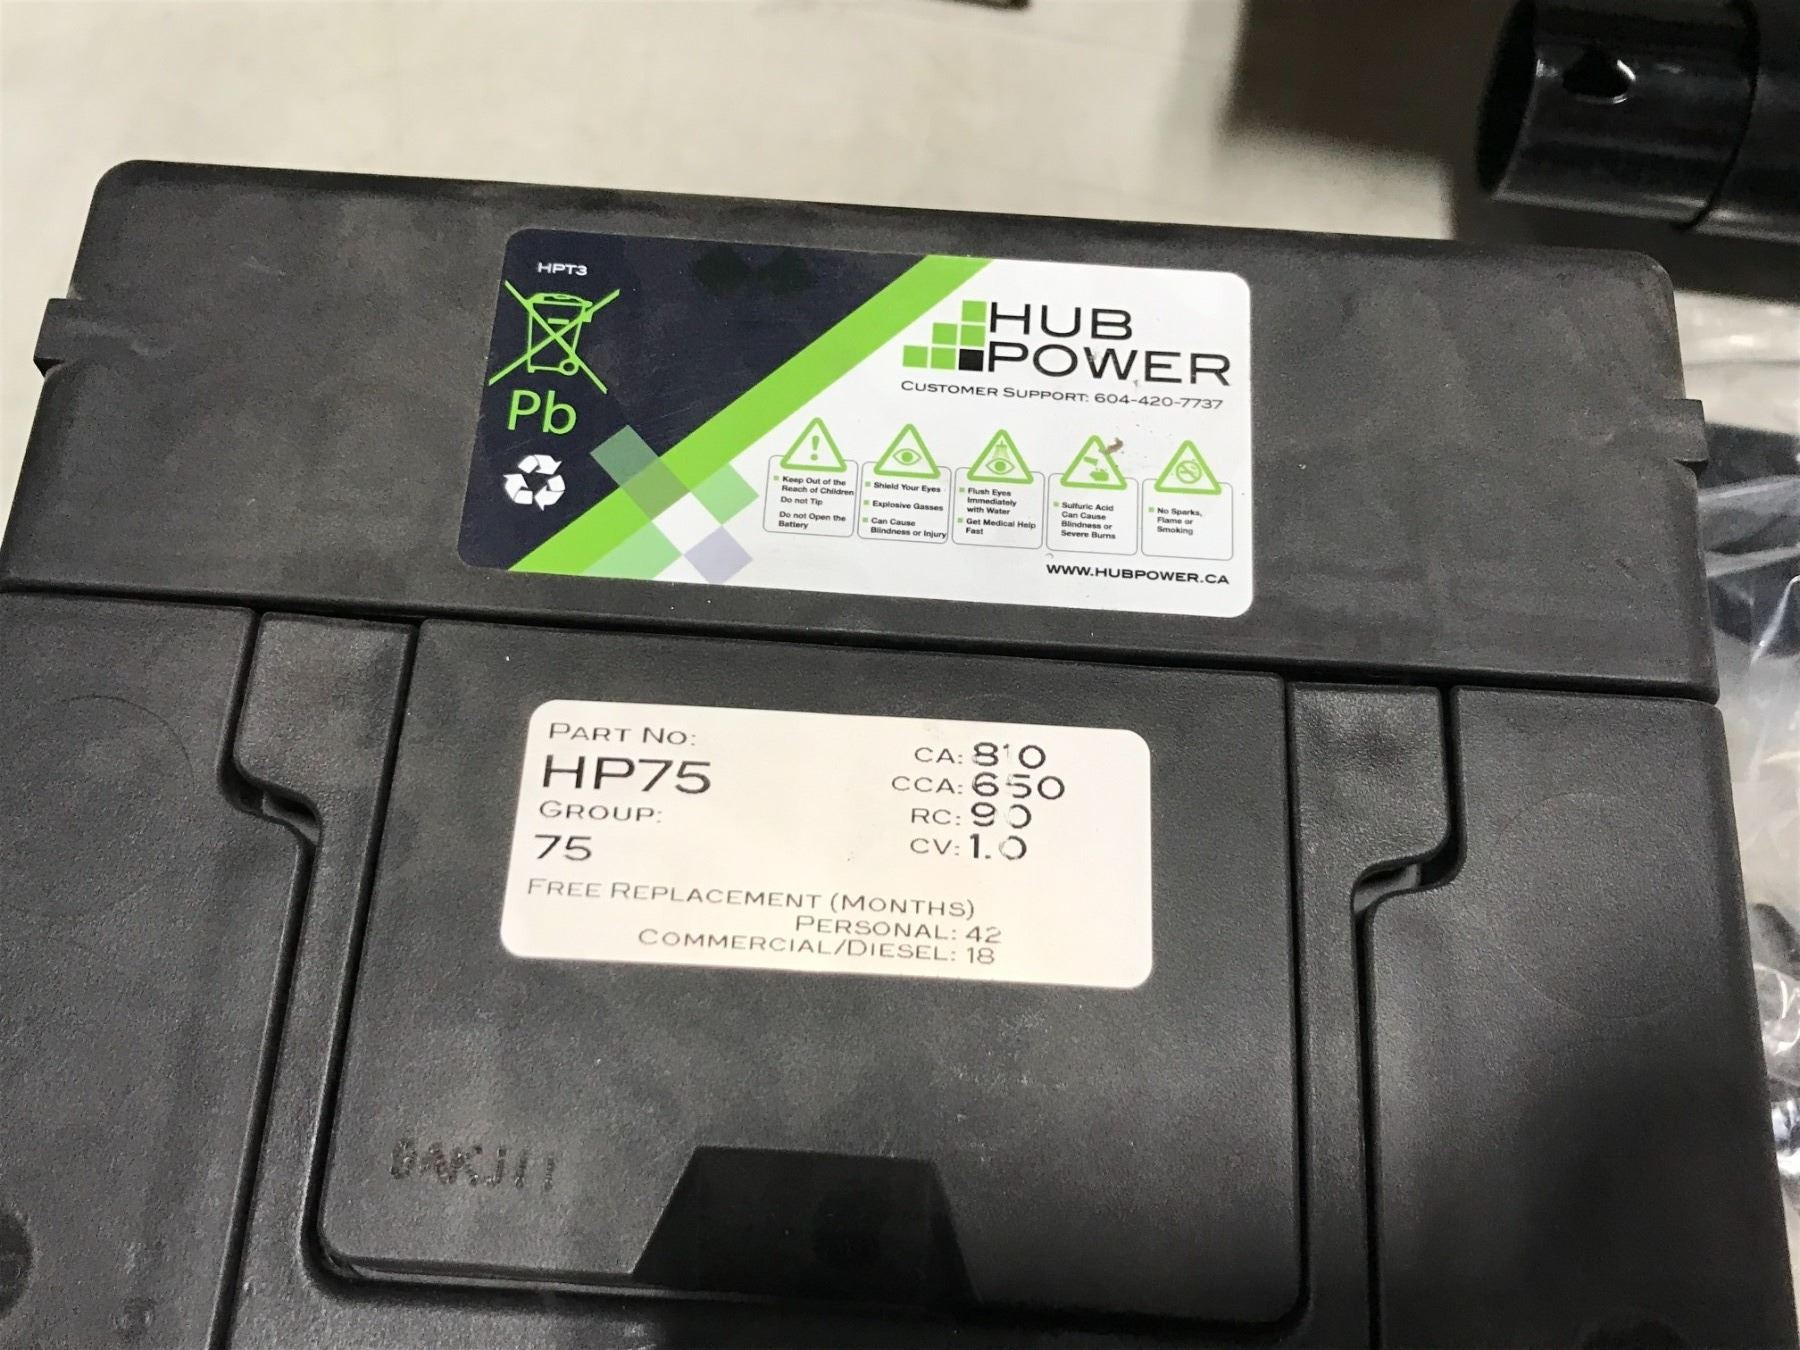 HPT3
Pb
HUB
POWER
CUSTOMER SUPPORT: 604-420-7737
Keep Out of the
Reach of Children
Do not Tip
Do not Open the
Battery
Shield Your Eyes
Explosive Gasses
Can Cause
Blindness or Injury
Flush Eyes
Immediately
with Water
Get Medical Help
Fast
Sulfuric Acid
Can Cause
Blindness or
Severe Burns
No Sparks,
Flame or
Smoking
WWW.HUBPOWER.CA
PART NO:
HP75
GROUP:
75
CA: 810
CCA: 650
RC: 90
CV: 1.0
FREE REPLACEMENT (MONTHS)
PERSONAL: 42
COMMERCIAL/DIESEL: 18